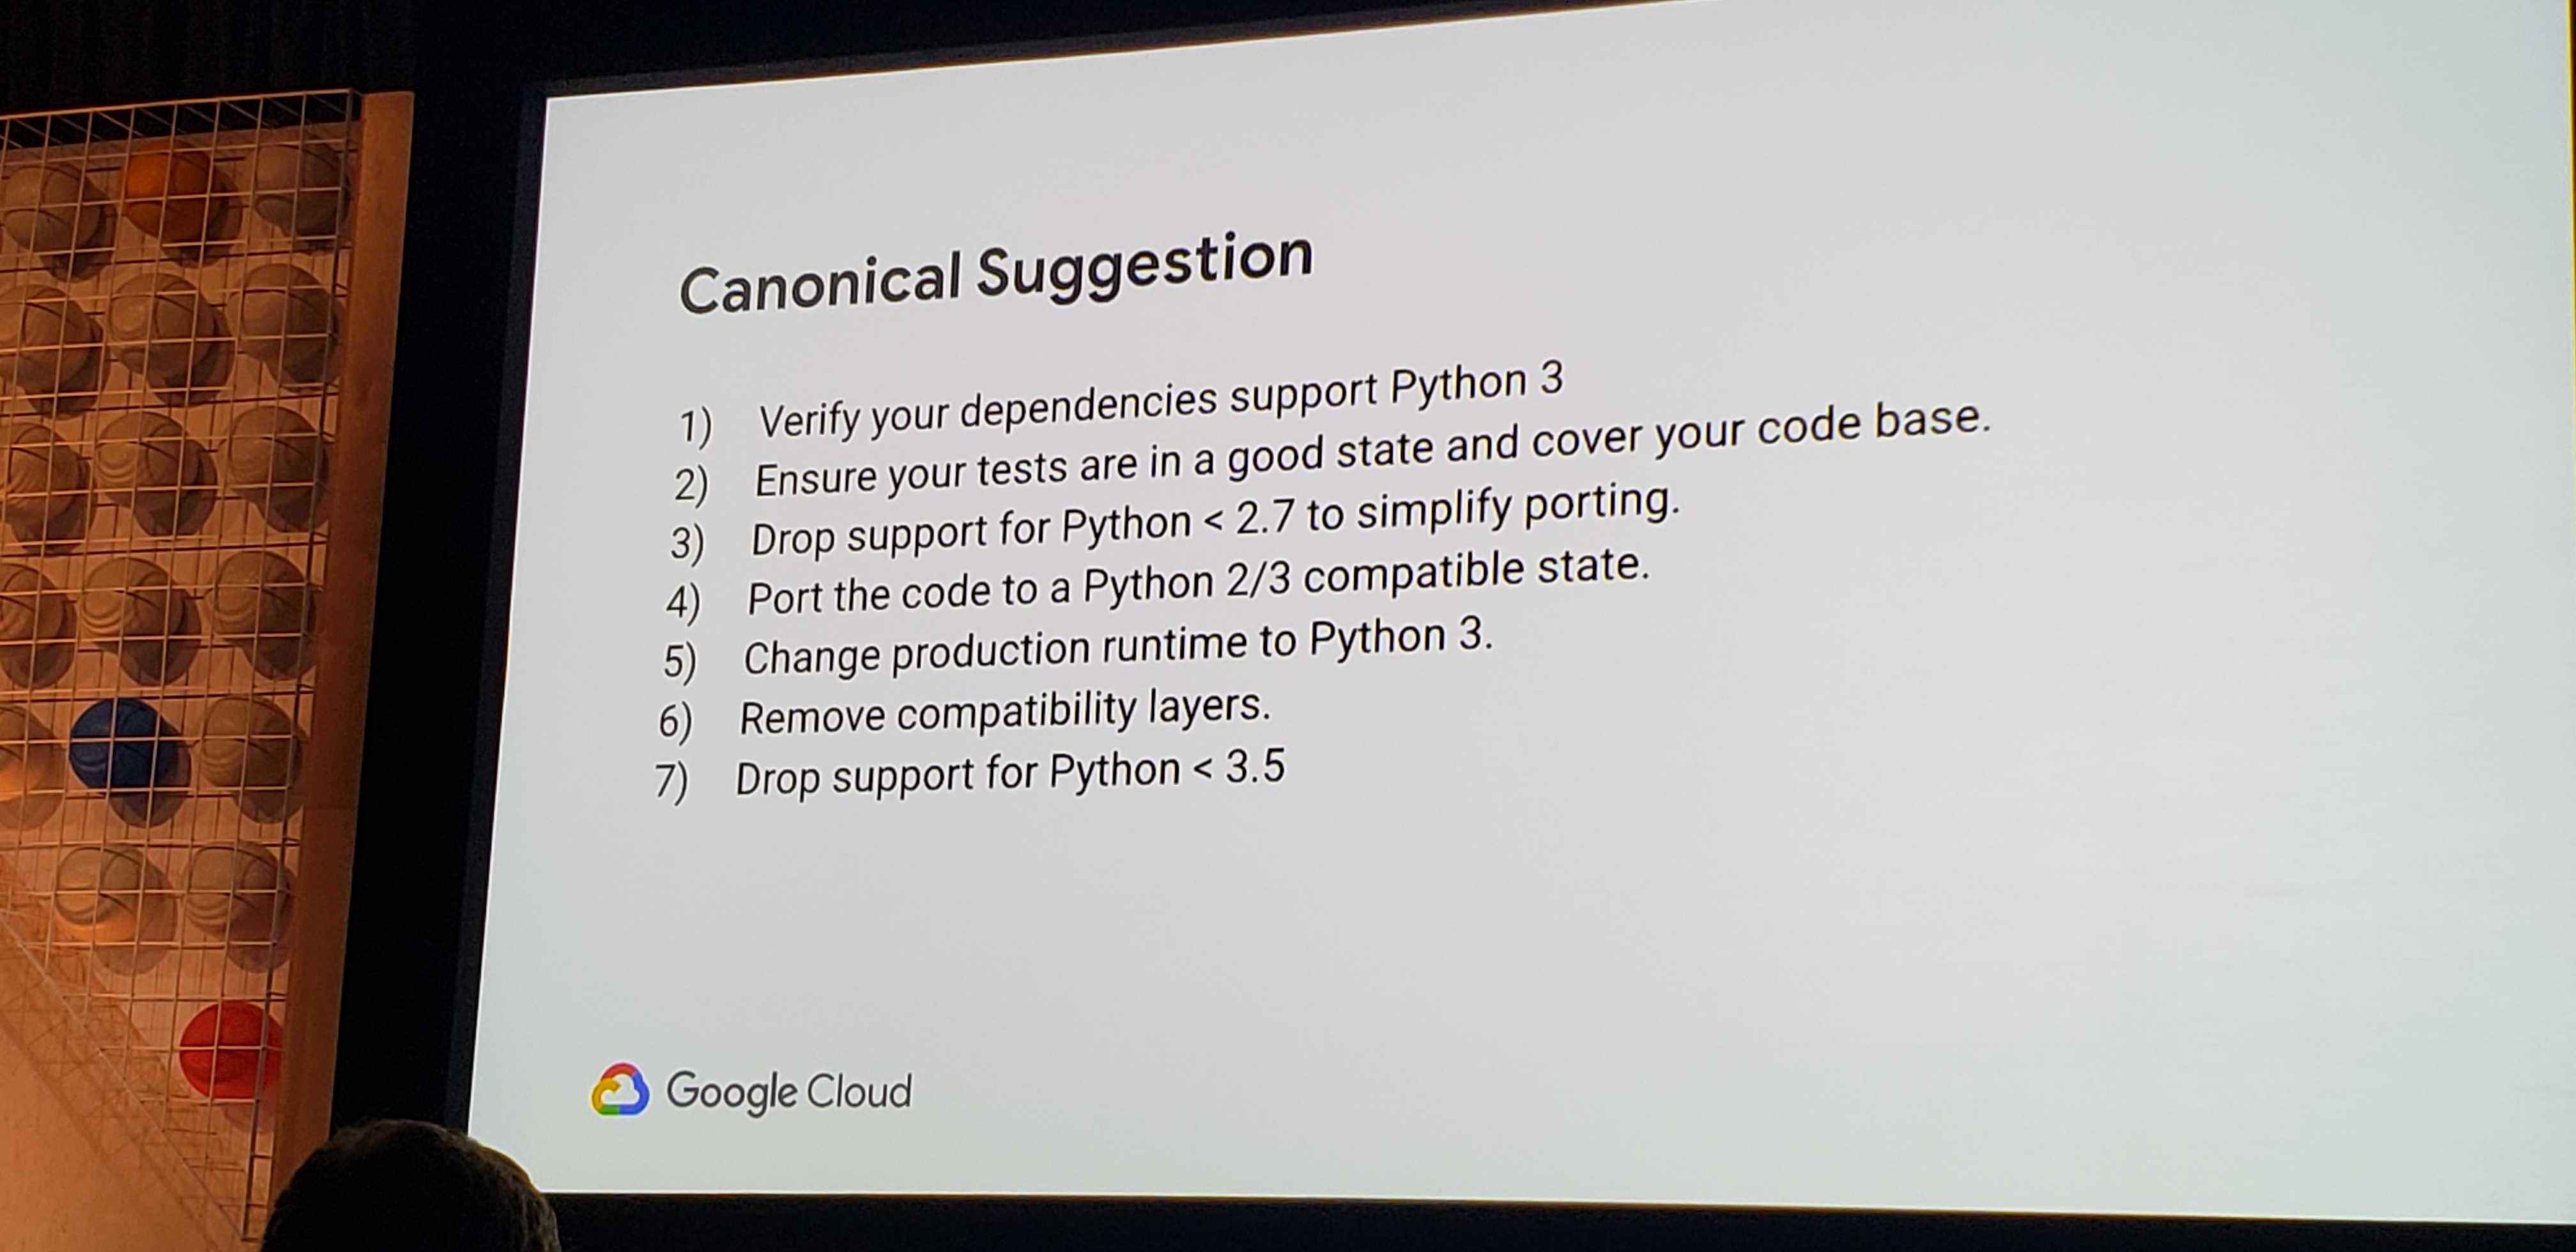 Canonical Suggestion
1) Verify your dependencies support Python 3
2) Ensure your tests are in a good state and cover your code base.
3) Drop support for Python < 2.7 to simplify porting.
4) Port the code to a Python 2/3 compatible state.
5) Change production runtime to Python 3.
6) Remove compatibility layers.
7) Drop support for Python < 3.5
Google Cloud